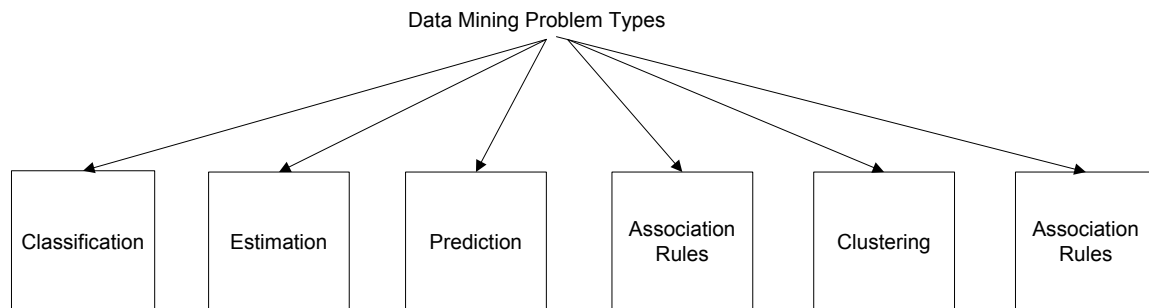 Data Mining Problem Types
Classification
Estimation
Prediction
Association
Rules
Clustering
Association
Rules